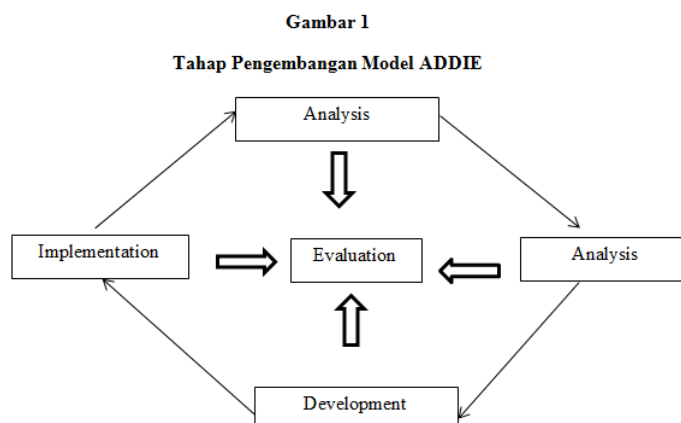 Gambar 1
Tahap Pengembangan Model ADDIE
Analysis
Implementation
Evaluation
Analysis
Development